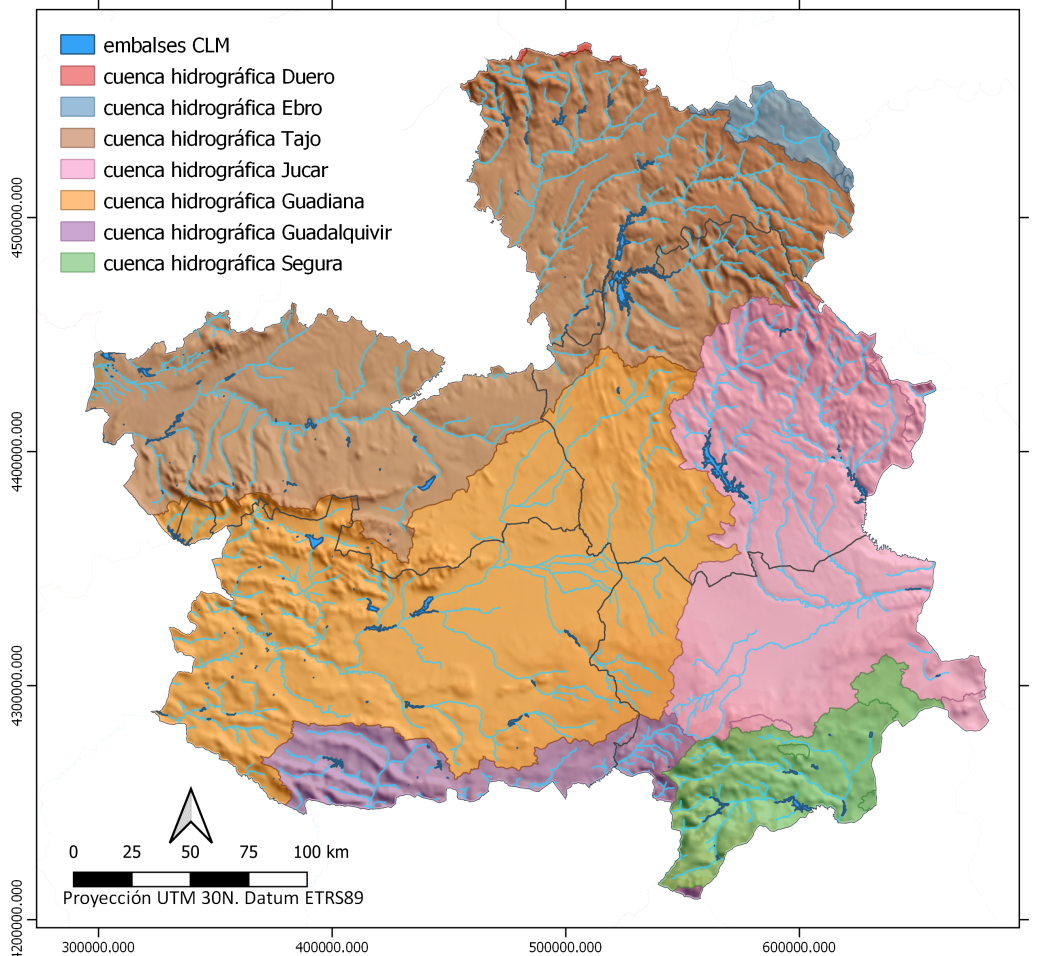 embalses CLM
cuenca hidrográfica Duero
cuenca hidrográfica Ebro
cuenca hidrográfica Tajo
cuenca hidrográfica Jucar
cuenca hidrográfica Guadiana
cuenca hidrográfica Guadalquivir
cuenca hidrográfica Segura
4500000.000
4400000.000
4300000.000
4200000.000
0 25 50 75 100 km
Proyección UTM 30N. Datum ETRS89
300000.000 400000.000 500000.000 600000.000